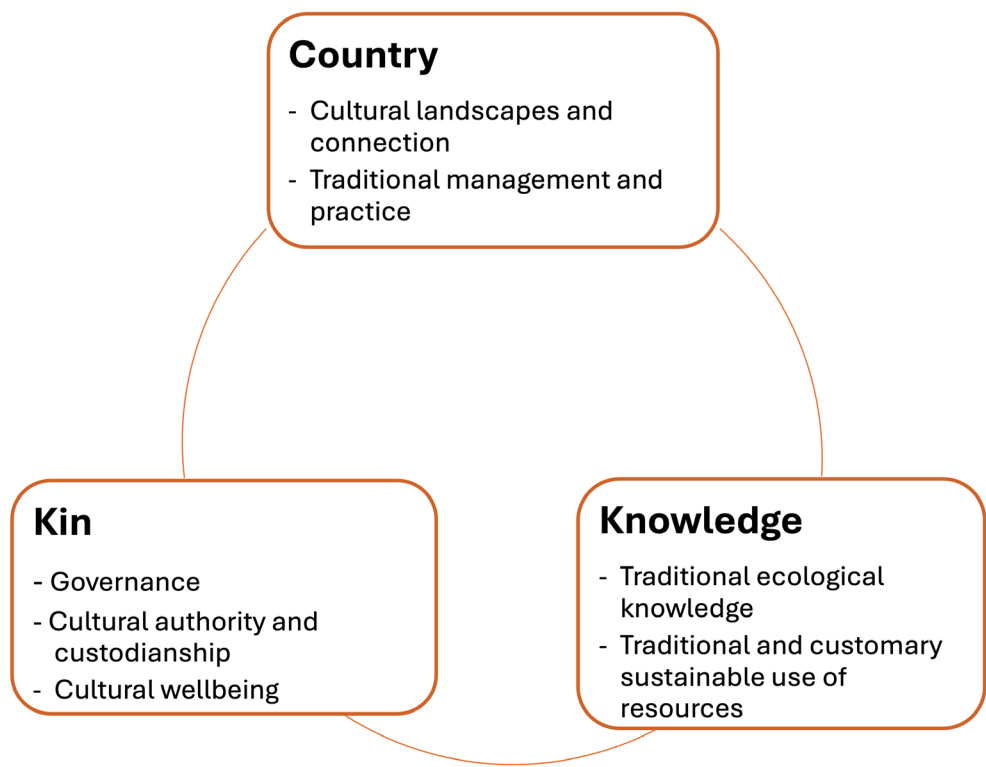 Country
- Cultural landscapes and
connection
- Traditional management and
practice
Kin
- Governance
- Cultural authority and
custodianship
- Cultural wellbeing
Knowledge
- Traditional ecological
knowledge
- Traditional and customary
sustainable use of
resources